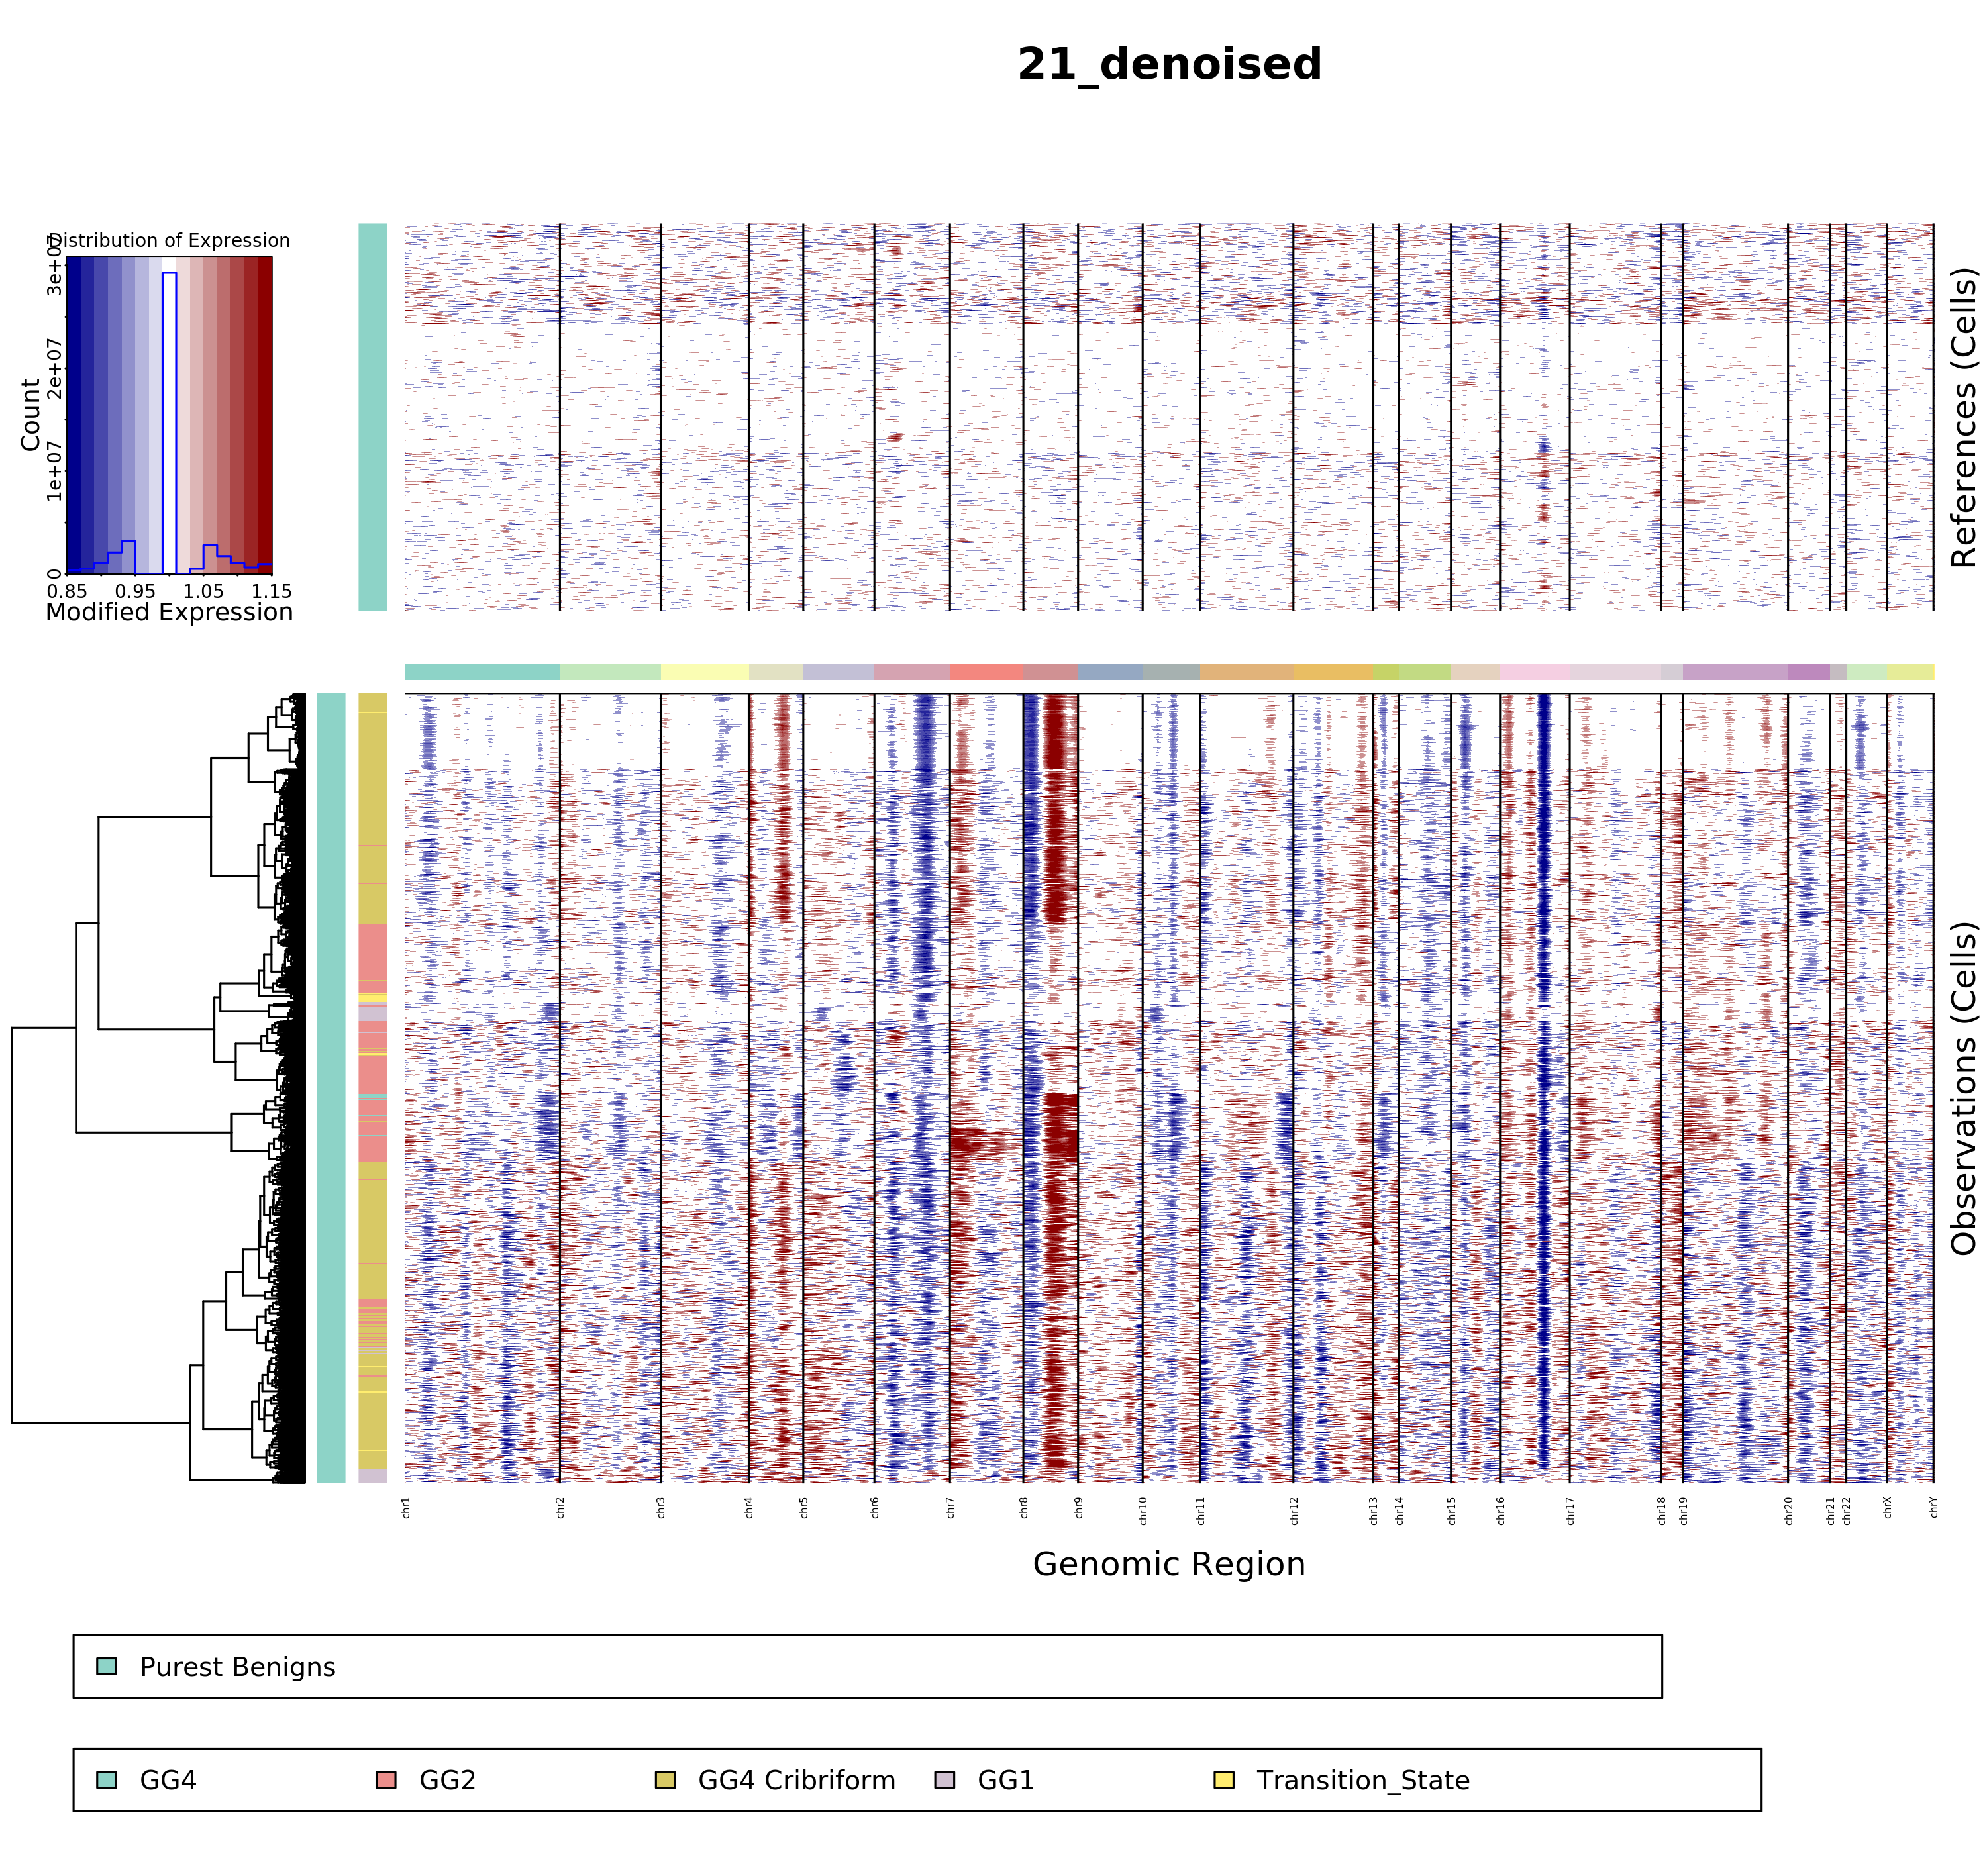 21_denoised
Distribution of Expression
Count
0
1e+07
2e+07
3e+07
0.85 0.95 1.05 1.15
Modified Expression
References (Cells)
Observations (Cells)
chr1 chr2 chr3 chr4 chr5 chr6 chr7 chr8 chr9 chr10 chr11 chr12 chr13 chr14 chr15 chr16 chr17 chr18 chr19 chr20 chr21 chr22 chrX chrY
Genomic Region
Purest Benigns
GG4 GG2 GG4 Cribriform GG1 Transition_State